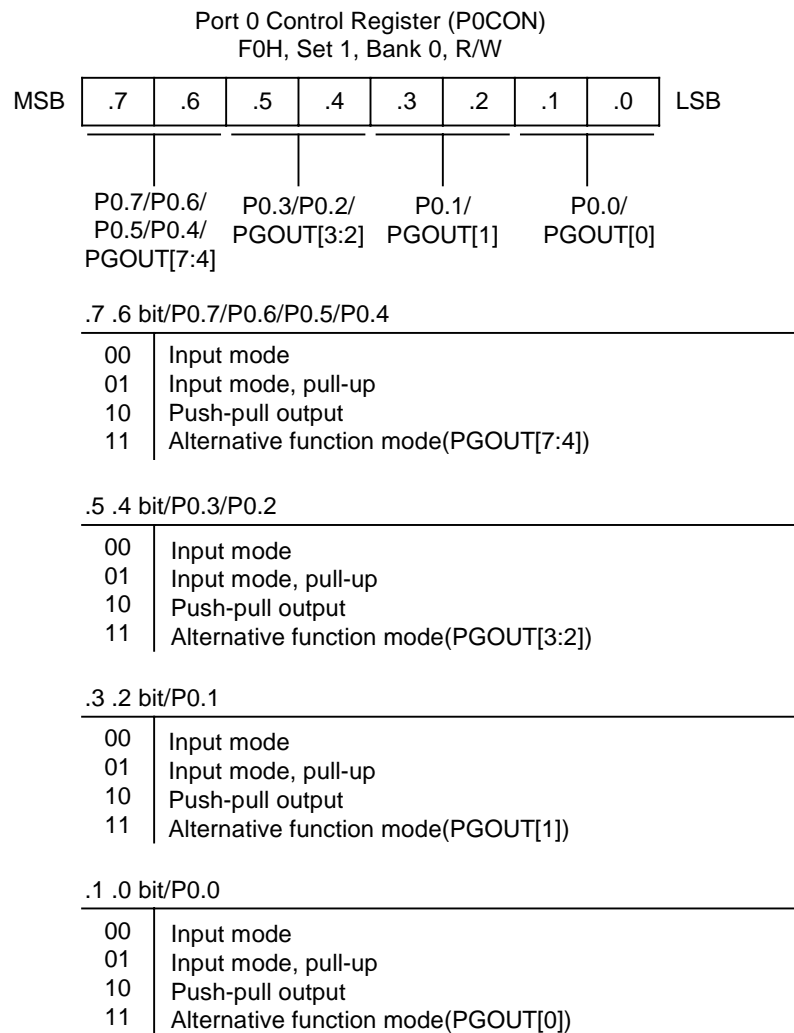 Port 0 Control Register (P0CON)
F0H, Set 1, Bank 0, R/W
MSB .7 .6 .5 .4 .3 .2 .1 .0 LSB
P0.7/P0.6/
P0.5/P0.4/
PGOUT[7:4]
P0.3/P0.2/
PGOUT[3:2]
P0.1/
PGOUT[1]
P0.0/
PGOUT[0]
.7 .6 bit/P0.7/P0.6/P0.5/P0.4
00 Input mode
01 Input mode, pull-up
10 Push-pull output
11 Alternative function mode(PGOUT[7:4])
.5 .4 bit/P0.3/P0.2
00 Input mode
01 Input mode, pull-up
10 Push-pull output
11 Alternative function mode(PGOUT[3:2])
.3 .2 bit/P0.1
00 Input mode
01 Input mode, pull-up
10 Push-pull output
11 Alternative function mode(PGOUT[1])
.1 .0 bit/P0.0
00 Input mode
01 Input mode, pull-up
10 Push-pull output
11 Alternative function mode(PGOUT[0])